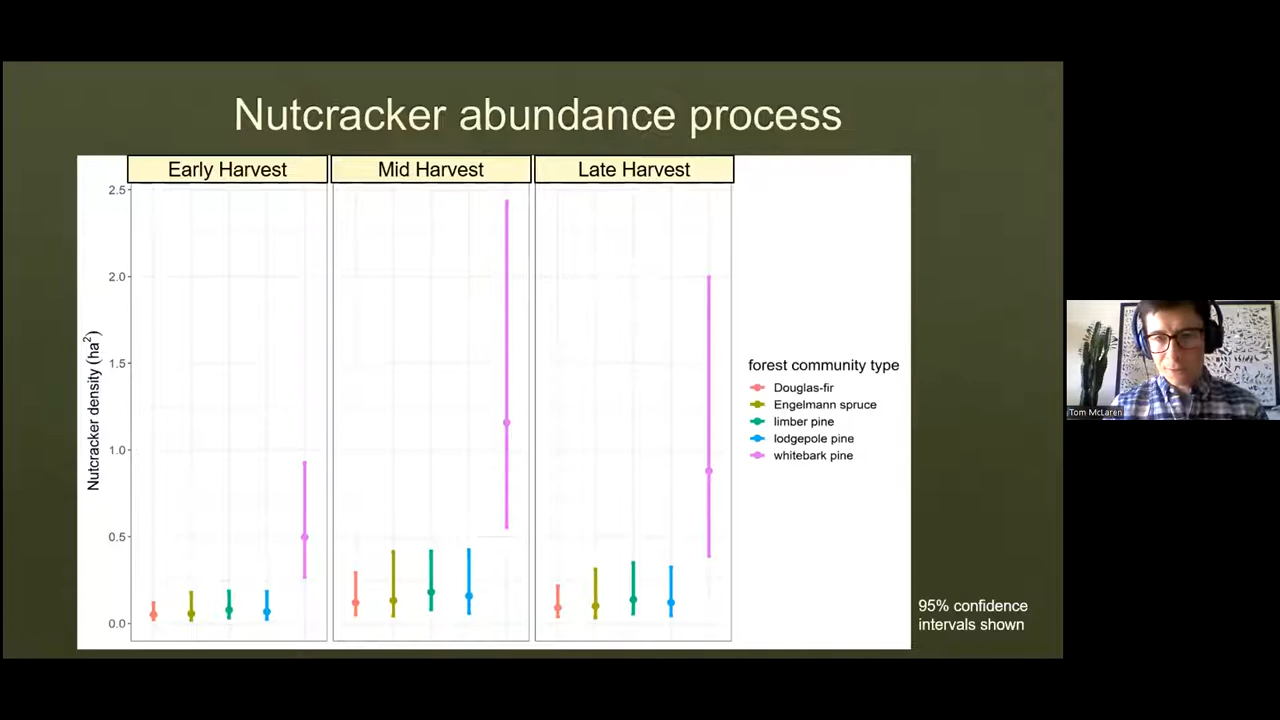 Nutcracker abundance process
Early Harvest
Mid Harvest
Late Harvest
2.5
2.0
1.5
1.0
0.5
0.0
Nutcracker density (ha²)
forest community type
Douglas-fir
Engelmann spruce
limber pine
lodgepole pine
whitebark pine
95% confidence
intervals shown
Tom McLaren